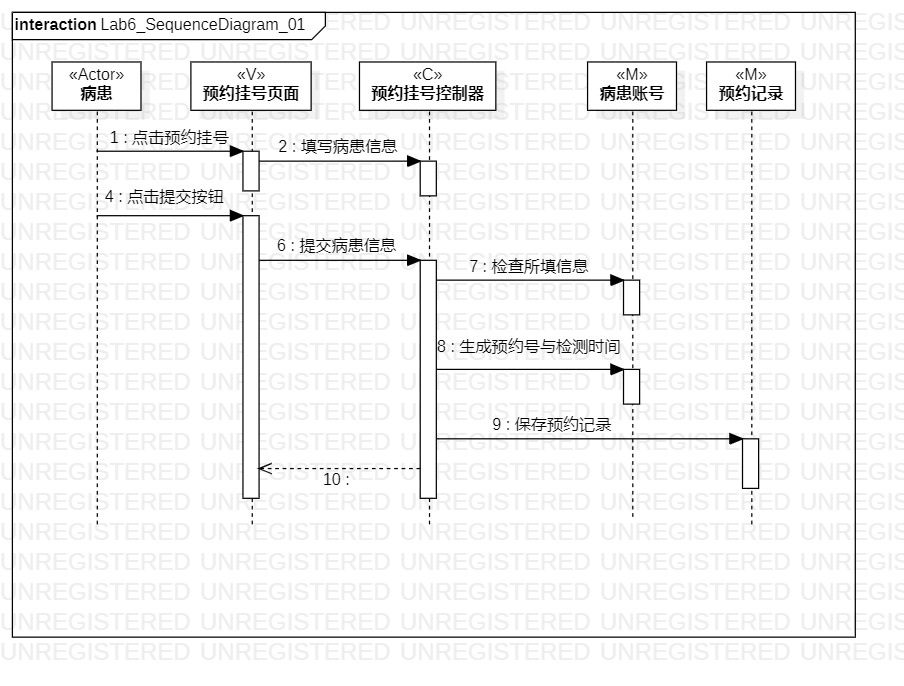 interaction Lab6_SequenceDiagram_01
«Actor»
病患
«V»
预约挂号页面
«C»
预约挂号控制器
«M»
病患账号
«M»
预约记录
1 : 点击预约挂号
2 : 填写病患信息
4 : 点击提交按钮
6 : 提交病患信息
7 : 检查所填信息
8 : 生成预约号与检测时间
9 : 保存预约记录
10 :
UNREGISTERED UNREGISTERED UNREGISTERED UNREGISTERED